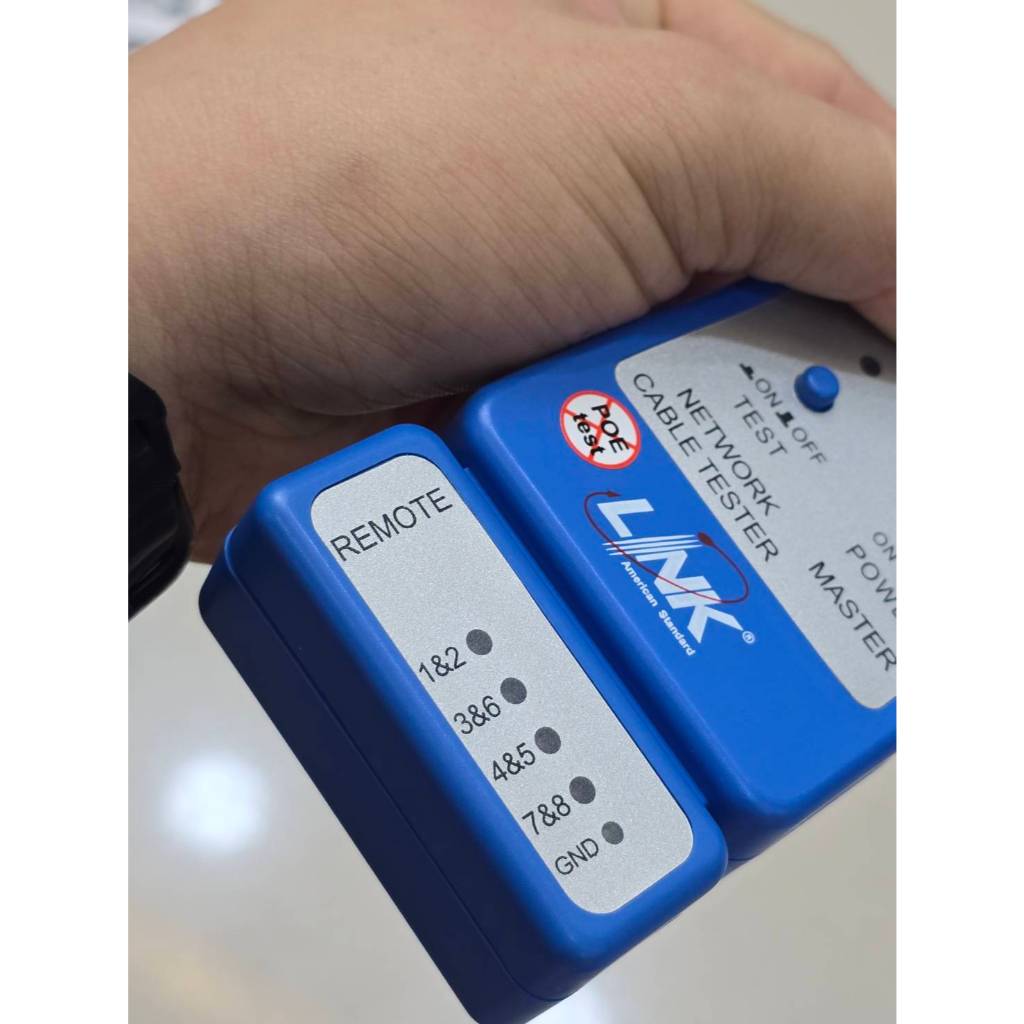 REMOTE
1&2
3&6
4&5
7&8
GND
POE
test
LINK®
American Standard
NETWORK
CABLE TESTER
ON OFF
TEST
ON
MASTER